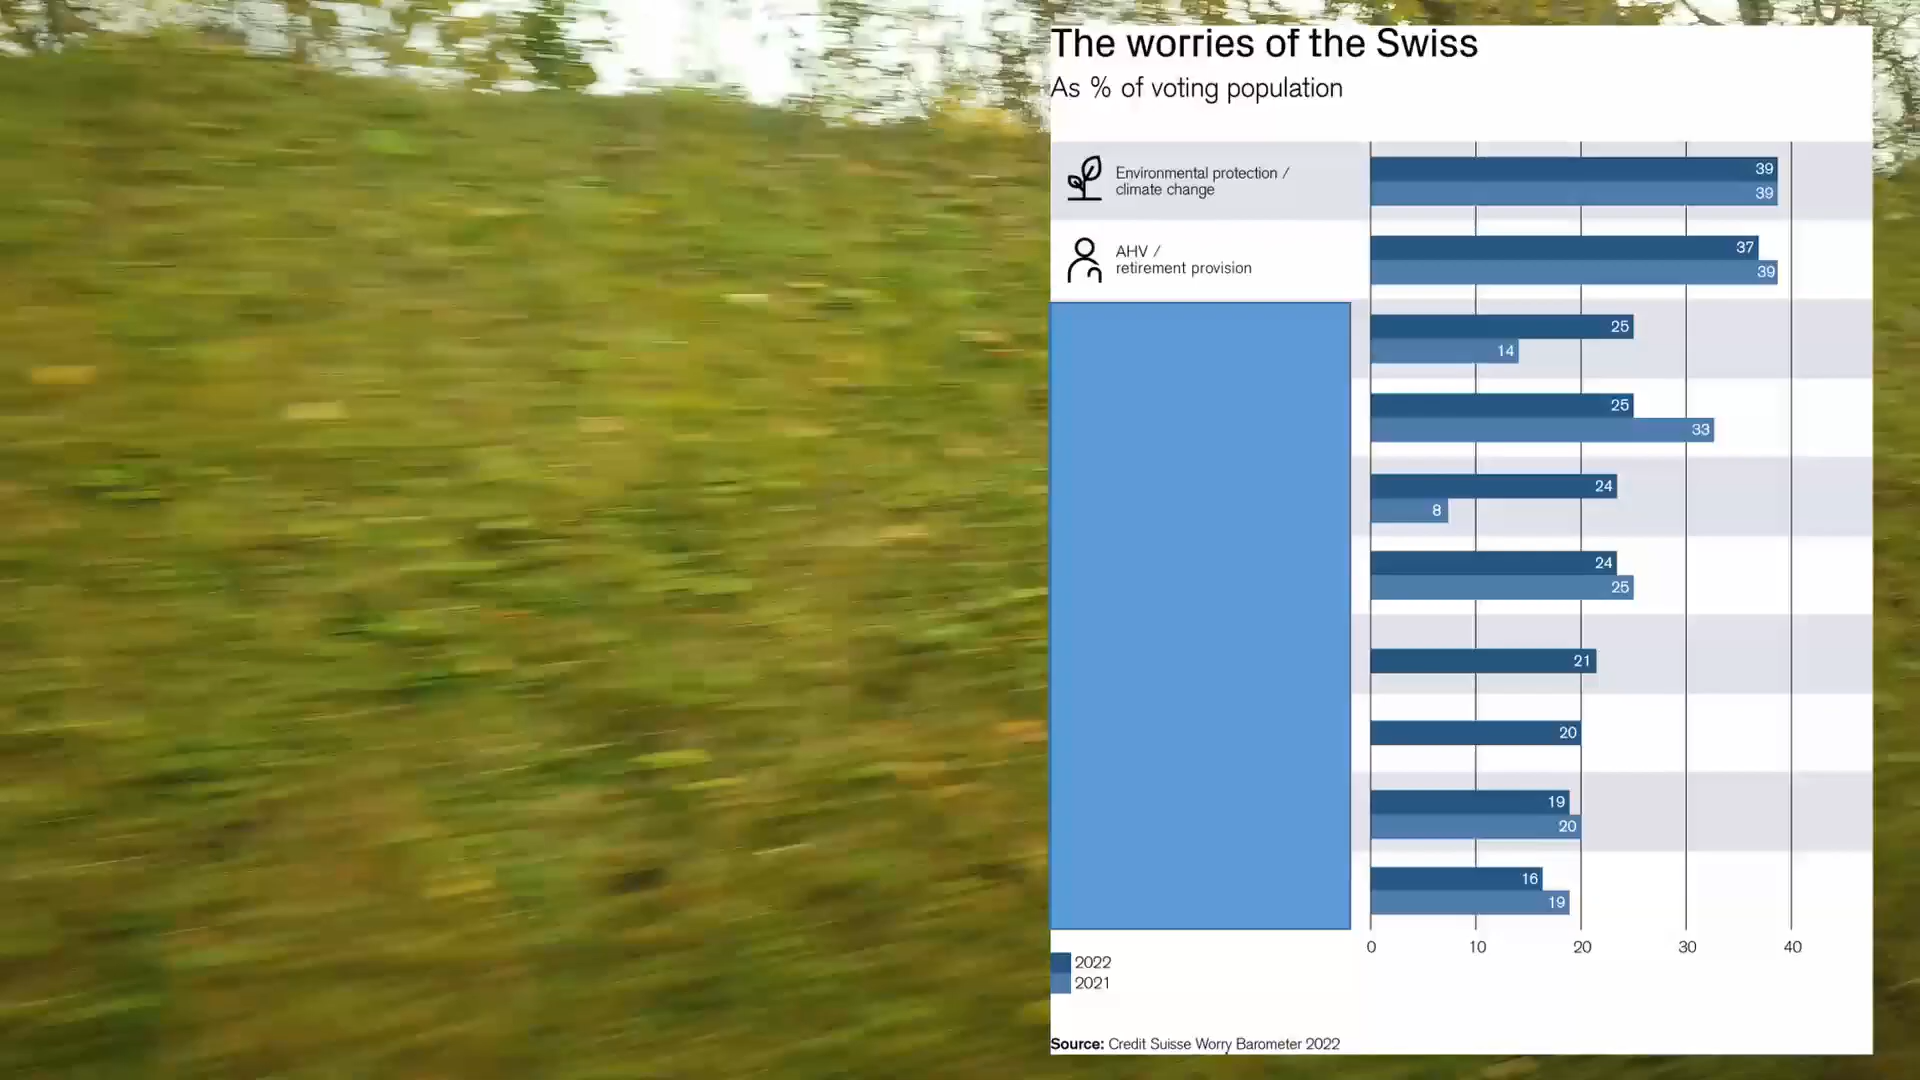 The worries of the Swiss
As % of voting population
Environmental protection /
climate change
39
39
AHV /
retirement provision
37
39
25
14
25
33
24
8
24
25
21
20
19
20
16
19
0 10 20 30 40
2022
2021
Source: Credit Suisse Worry Barometer 2022